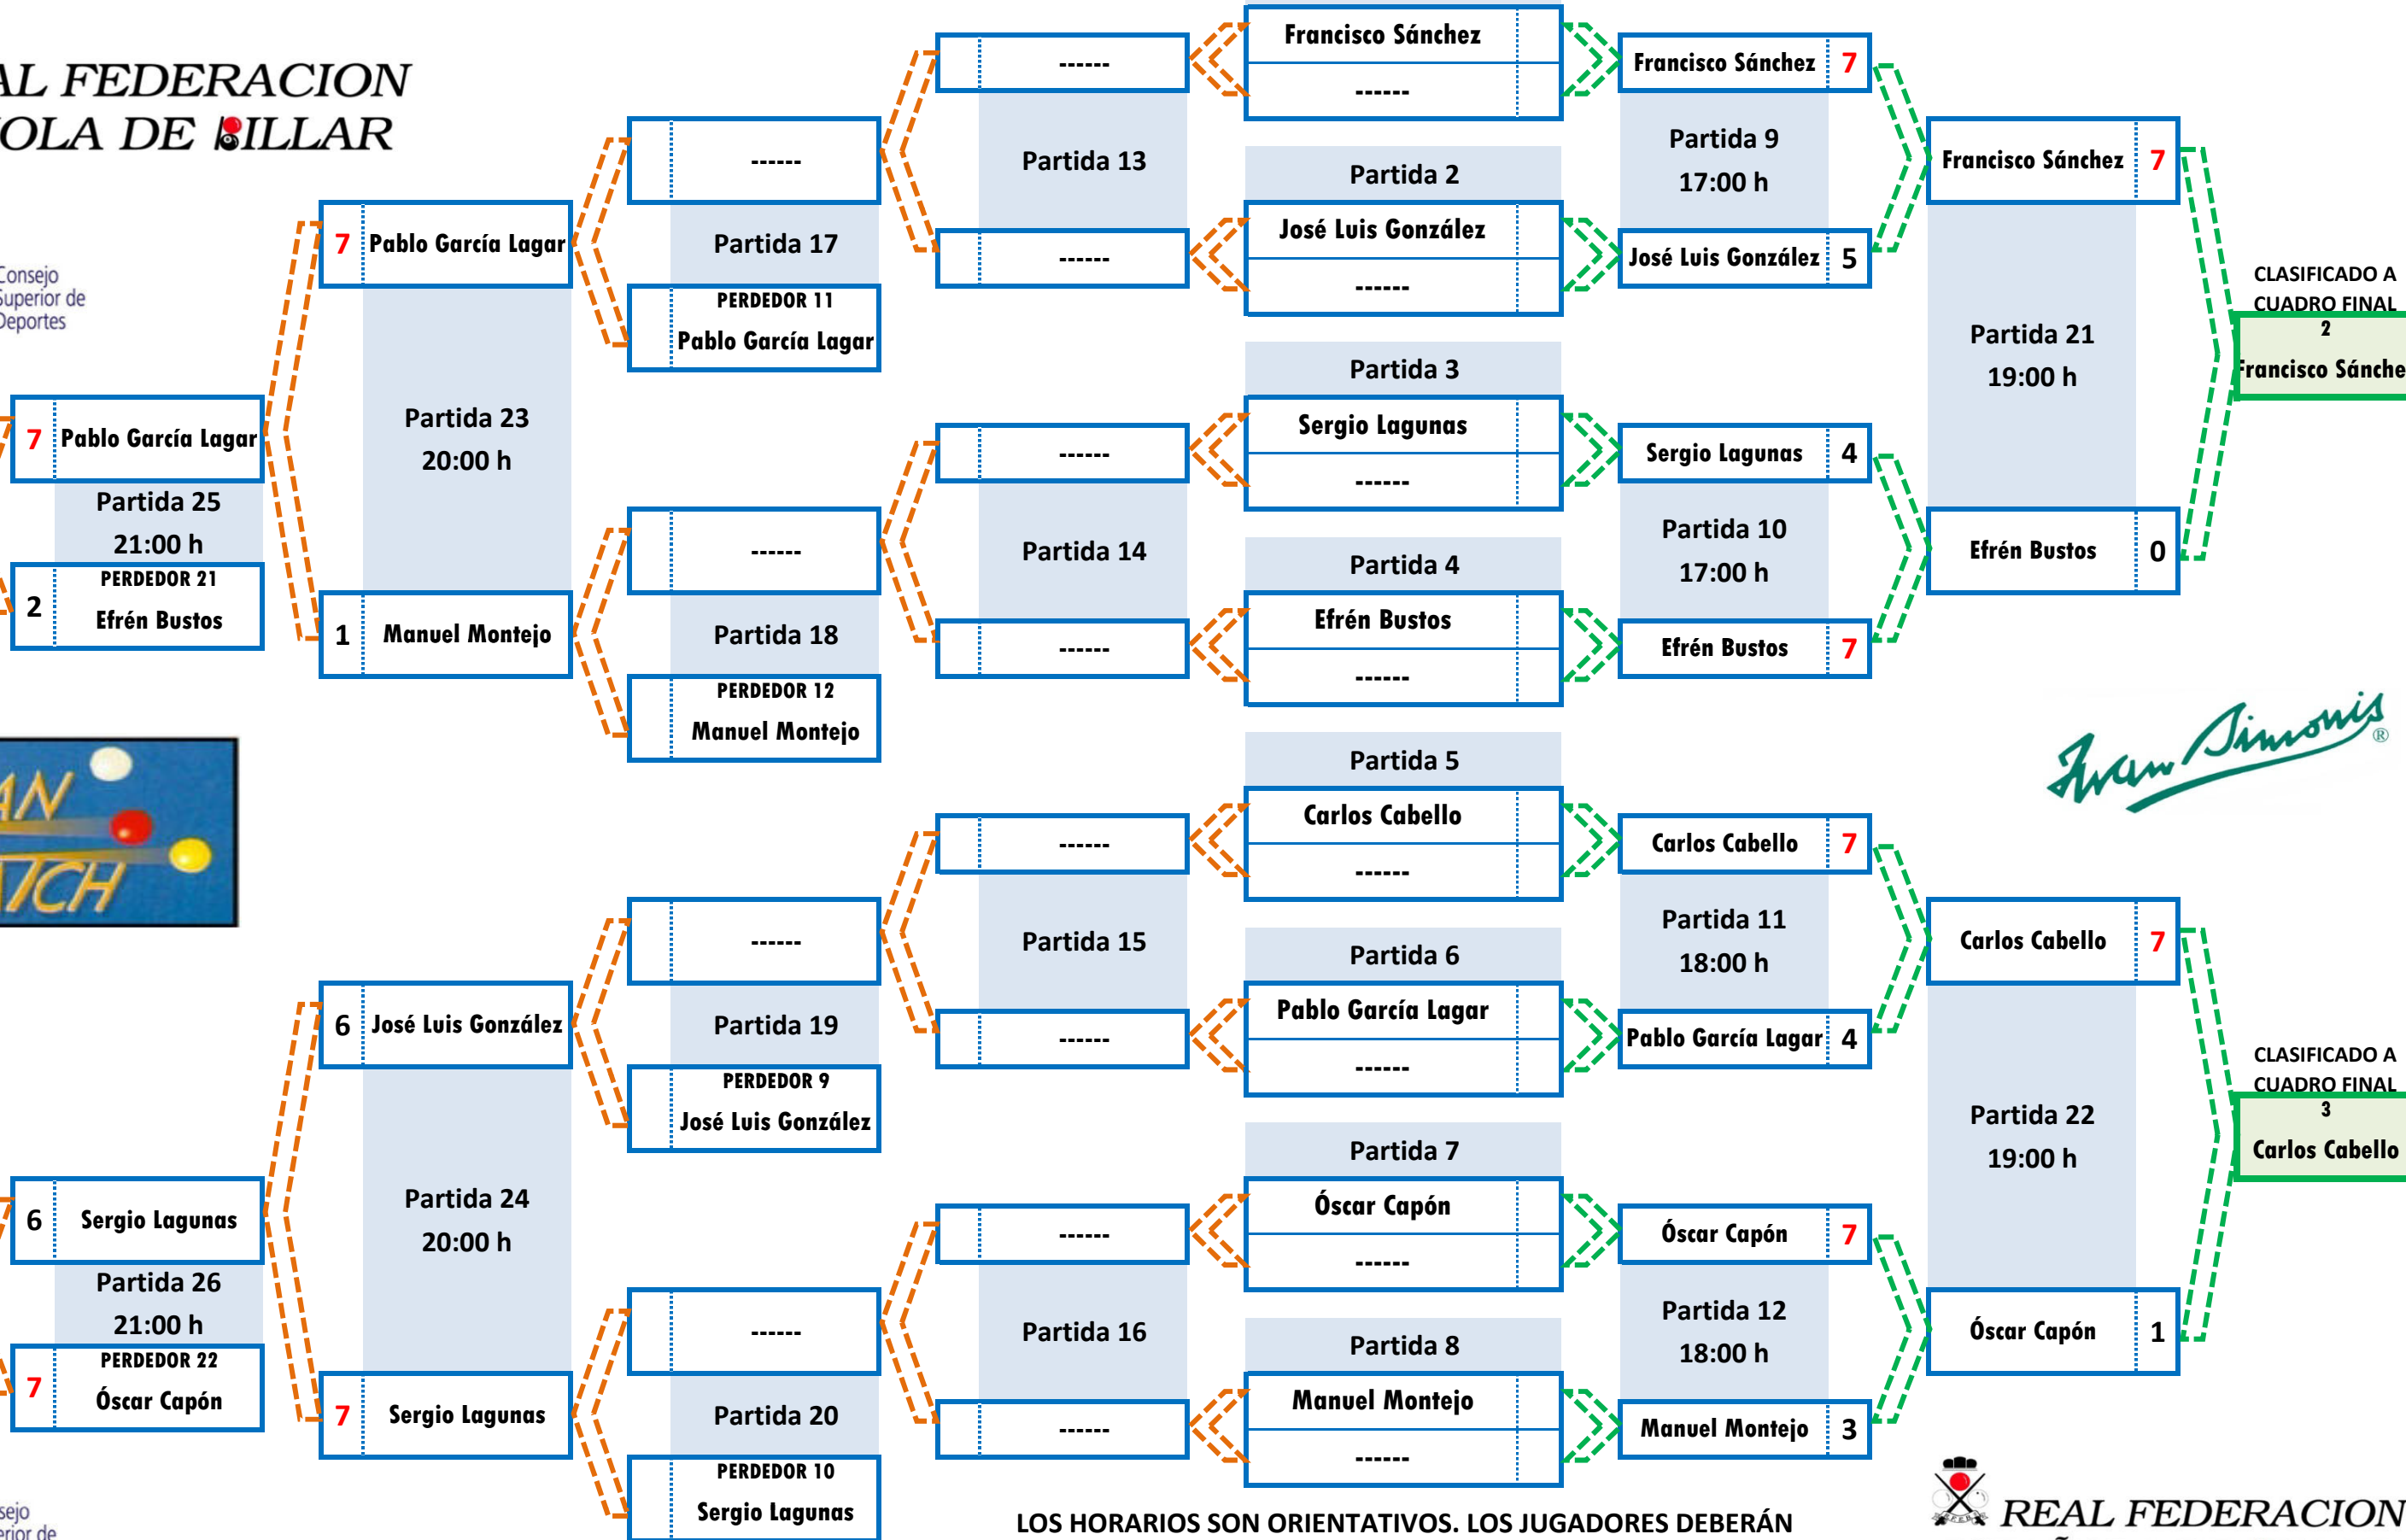 AL FEDERACION
OLA DE BILLAR
Consejo
Superior de
Deportes
7 Pablo García Lagar
Partida 25
21:00 h
PERDEDOR 21
2 Efrén Bustos
AN
TCH
6 Sergio Lagunas
Partida 26
21:00 h
PERDEDOR 22
7 Óscar Capón
sejo
erior de
7 Pablo García Lagar
Partida 23
20:00 h
1 Manuel Montejo
6 José Luis González
Partida 24
20:00 h
7 Sergio Lagunas
------
Partida 17
PERDEDOR 11
Pablo García Lagar
------
Partida 18
PERDEDOR 12
Manuel Montejo
------
Partida 19
PERDEDOR 9
José Luis González
------
Partida 20
PERDEDOR 10
Sergio Lagunas
------
Partida 13
------
------
Partida 14
------
------
Partida 15
------
------
Partida 16
------
Francisco Sánchez
------
Partida 2
José Luis González
------
Partida 3
Sergio Lagunas
------
Partida 4
Efrén Bustos
------
Partida 5
Carlos Cabello
------
Partida 6
Pablo García Lagar
------
Partida 7
Óscar Capón
------
Partida 8
Manuel Montejo
------
LOS HORARIOS SON ORIENTATIVOS. LOS JUGADORES DEBERÁN
Francisco Sánchez 7
Partida 9
17:00 h
José Luis González 5
Sergio Lagunas 4
Partida 10
17:00 h
Efrén Bustos 7
Carlos Cabello 7
Partida 11
18:00 h
Pablo García Lagar 4
Óscar Capón 7
Partida 12
18:00 h
Manuel Montejo 3
Francisco Sánchez 7
Partida 21
19:00 h
Efrén Bustos 0
Carlos Cabello 7
Partida 22
19:00 h
Óscar Capón 1
CLASIFICADO A
CUADRO FINAL
2
Francisco Sánche
Iwan Simonis ®
CLASIFICADO A
CUADRO FINAL
3
Carlos Cabello
REAL FEDERACION